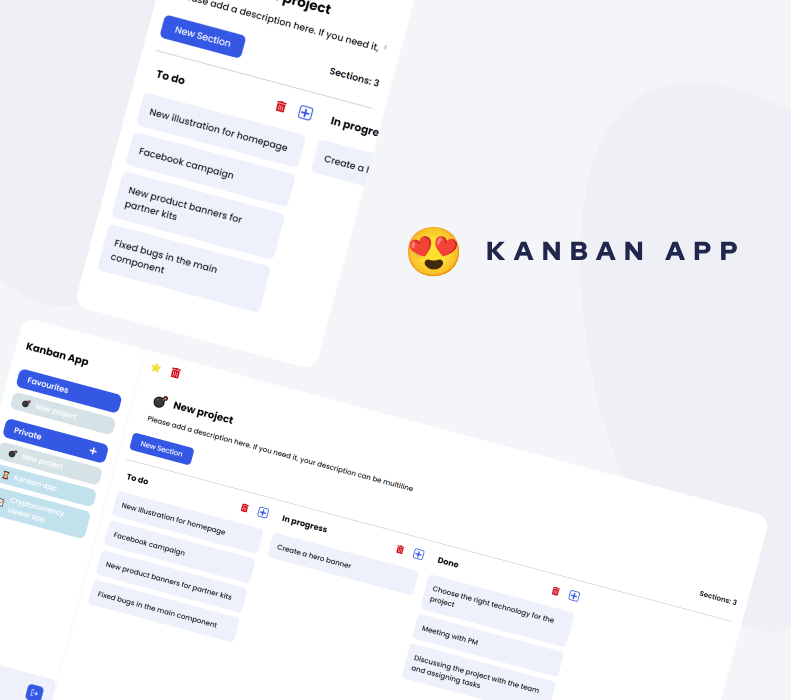 project
add a description here. If you need it,
New Section
Sections: 3
To do
New illustration for homepage
Facebook campaign
New product banners for
partner kits
Fixed bugs in the main
component
In progre
Create a
KANBAN APP
Kanban App
Favourites
New project
Private
+
New project
Kanban app
Cryptocurrency
viewer app
New project
Please add a description here. If you need it, your description can be multiline
New Section
Sections: 3
To do
New illustration for homepage
Facebook campaign
New product banners for partner kits
Fixed bugs in the main component
In progress
Create a hero banner
Done
Choose the right technology for the
project
Meeting with PM
Discussing the project with the team
and assigning tasks